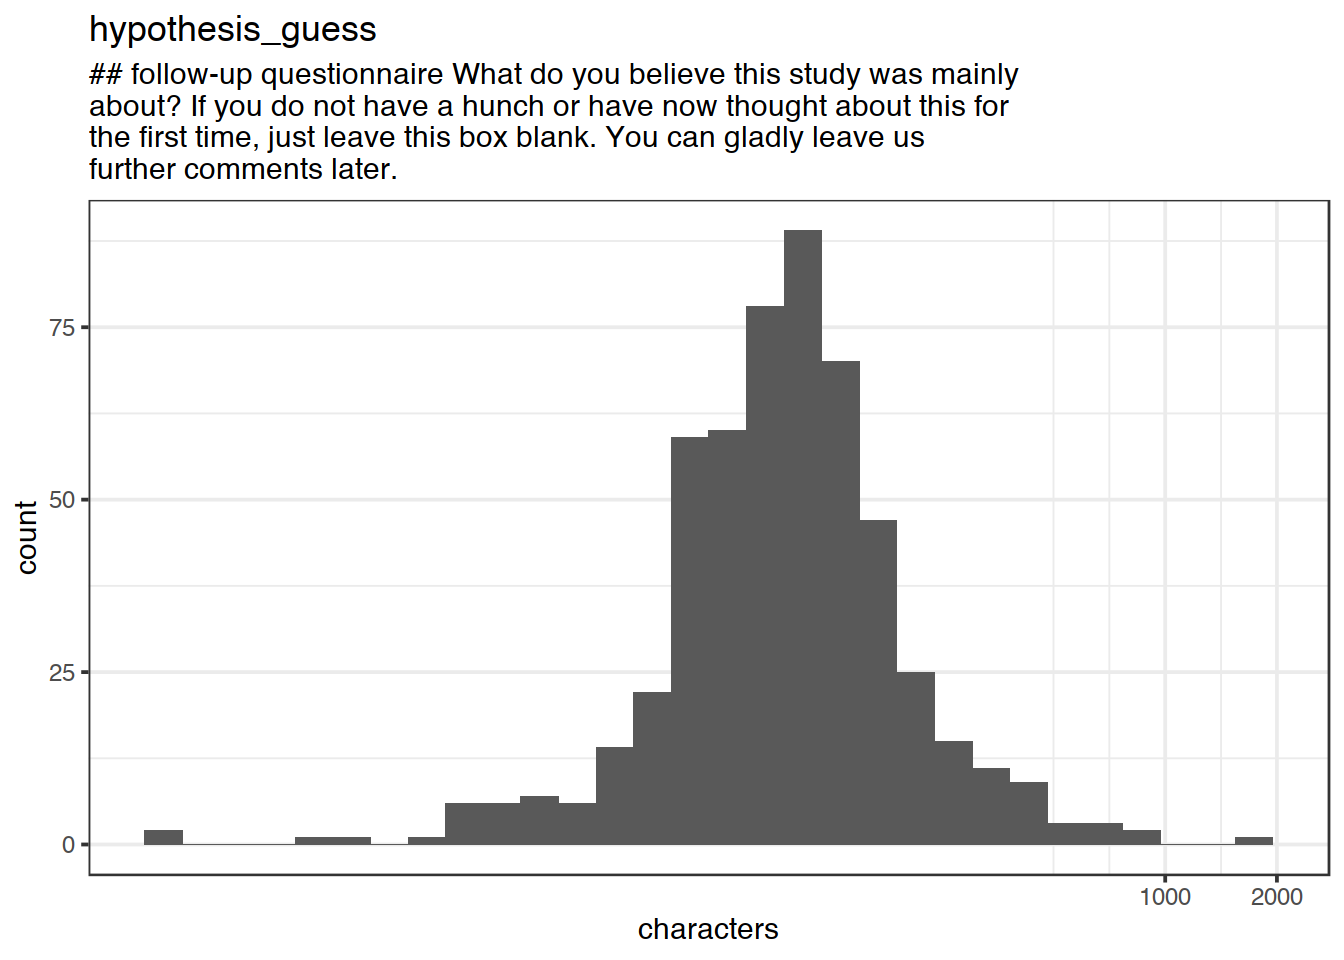 hypothesis_guess
## follow-up questionnaire What do you believe this study was mainly
about? If you do not have a hunch or have now thought about this for
the first time, just leave this box blank. You can gladly leave us
further comments later.
75
50
25
0
count
1000
2000
characters